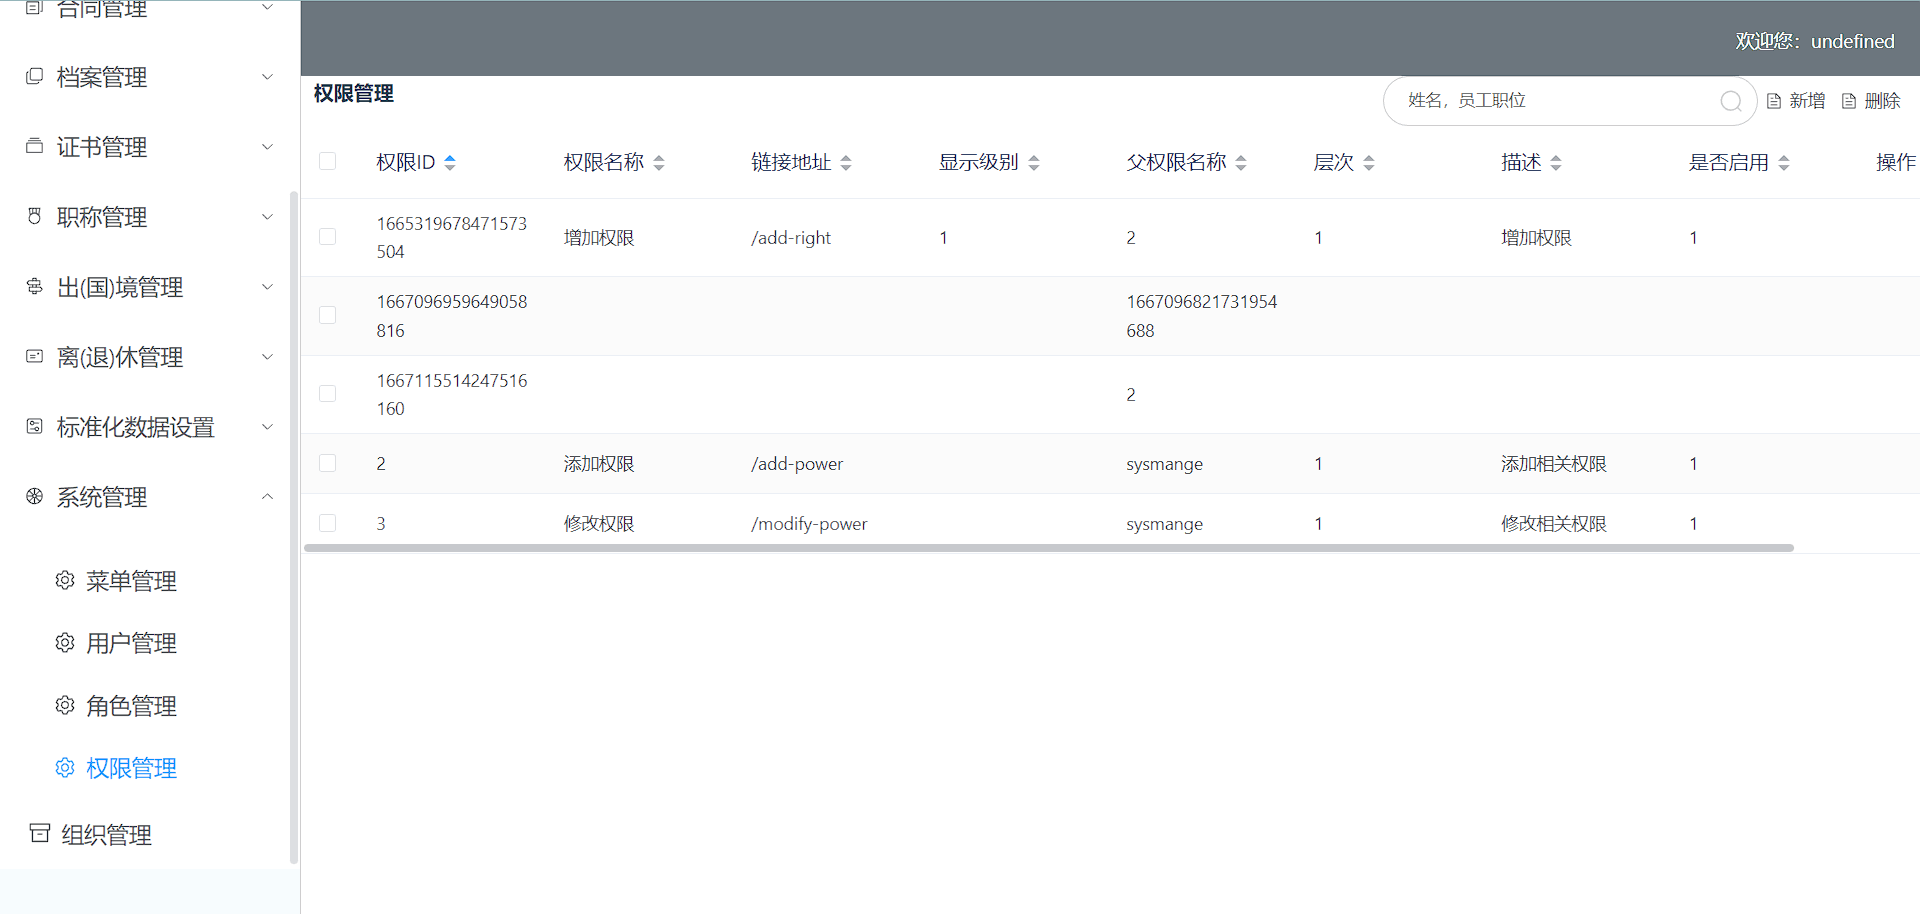 合同管理
档案管理
证书管理
职称管理
出(国)境管理
离(退)休管理
标准化数据设置
系统管理
菜单管理
用户管理
角色管理
权限管理
组织管理
欢迎您：undefined
权限管理
姓名，员工职位
新增 删除
权限ID 权限名称 链接地址 显示级别 父权限名称 层次 描述 是否启用 操作
1665319678471573
504
增加权限 /add-right 1 2 1 增加权限 1
1667096959649058
816
1667096821731954
688
1667115514247516
160
2
2 添加权限 /add-power sysmange 1 添加相关权限 1
3 修改权限 /modify-power sysmange 1 修改相关权限 1